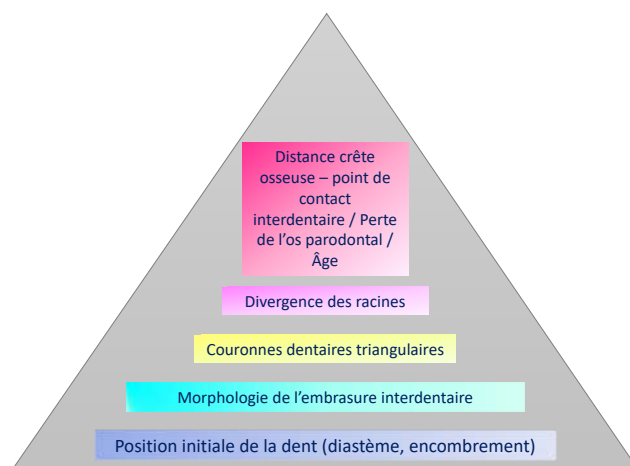 Distance crête
osseuse – point de
contact
interdentaire / Perte
de l'os parodontal /
Âge
Divergence des racines
Couronnes dentaires triangulaires
Morphologie de l'embrasure interdentaire
Position initiale de la dent (diastème, encombrement)